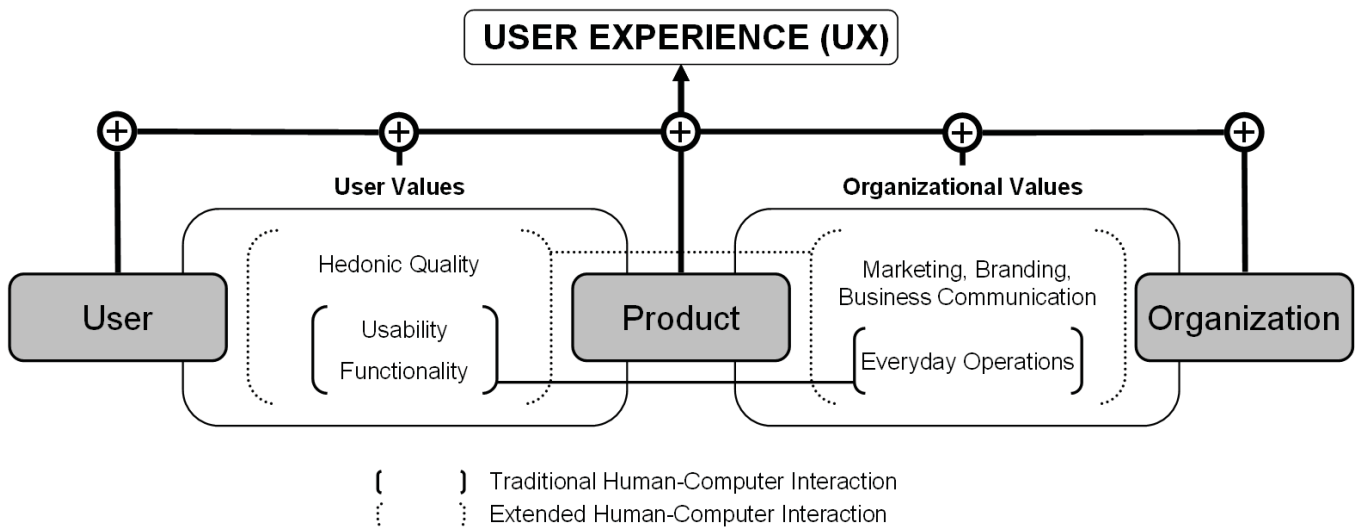 USER EXPERIENCE (UX)
User Values
Organizational Values
Hedonic Quality
Marketing, Branding,
Business Communication
User
Usability
Functionality
Product
Everyday Operations
Organization
Traditional Human-Computer Interaction
Extended Human-Computer Interaction